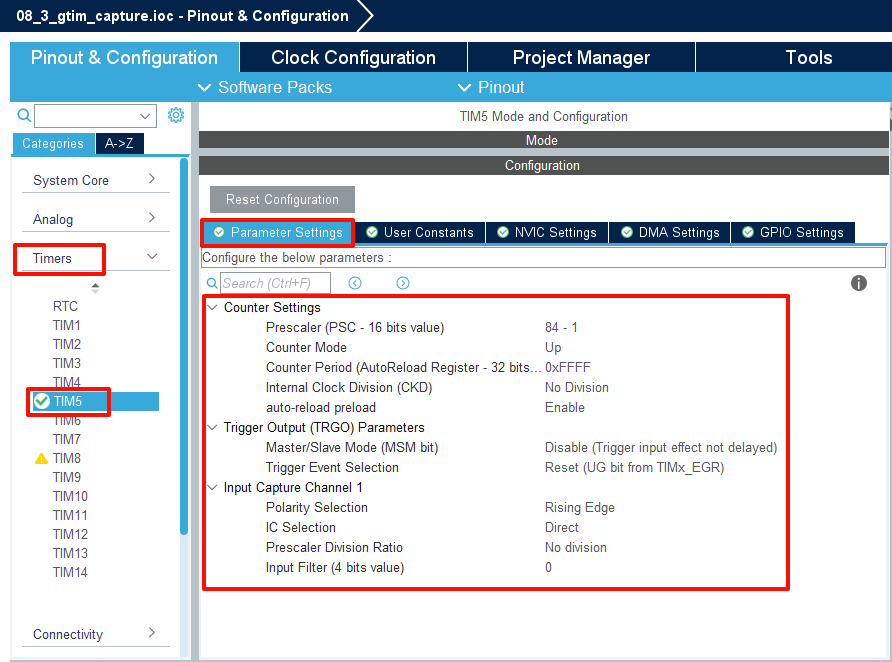 08_3_gtim_capture.ioc - Pinout & Configuration
Pinout & Configuration
Clock Configuration
Project Manager
Tools
Software Packs
Pinout
Categories
A->Z
System Core
Analog
Timers
RTC
TIM1
TIM2
TIM3
TIM4
TIM5
TIM6
TIM7
TIM8
TIM9
TIM10
TIM11
TIM12
TIM13
TIM14
Connectivity
TIM5 Mode and Configuration
Mode
Configuration
Reset Configuration
Parameter Settings
User Constants
NVIC Settings
DMA Settings
GPIO Settings
Configure the below parameters :
Search (Ctrl+F)
Counter Settings
Prescaler (PSC - 16 bits value) 84 - 1
Counter Mode Up
Counter Period (AutoReload Register - 32 bits... 0xFFFF
Internal Clock Division (CKD) No Division
auto-reload preload Enable
Trigger Output (TRGO) Parameters
Master/Slave Mode (MSM bit) Disable (Trigger input effect not delayed)
Trigger Event Selection Reset (UG bit from TIMx_EGR)
Input Capture Channel 1
Polarity Selection Rising Edge
IC Selection Direct
Prescaler Division Ratio No division
Input Filter (4 bits value) 0